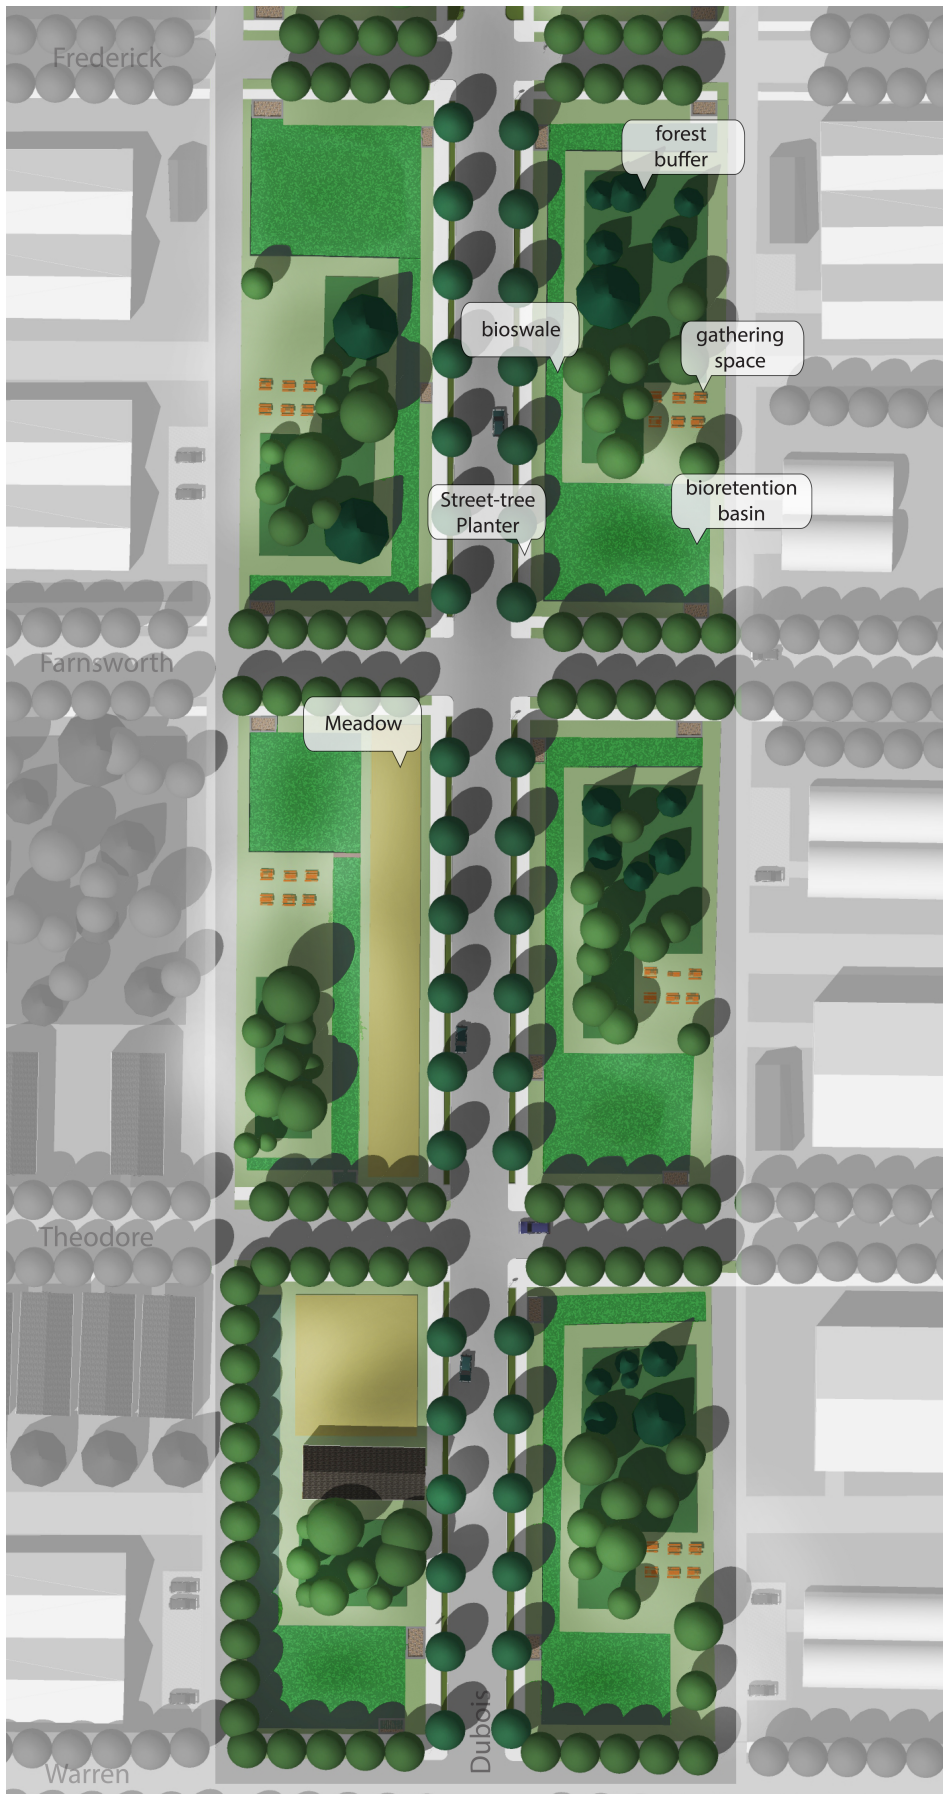 Frederick
forest
buffer
bioswale
gathering
space
Street-tree
Planter
bioretention
basin
Farnsworth
Meadow
Theodore
Dubois
Warren